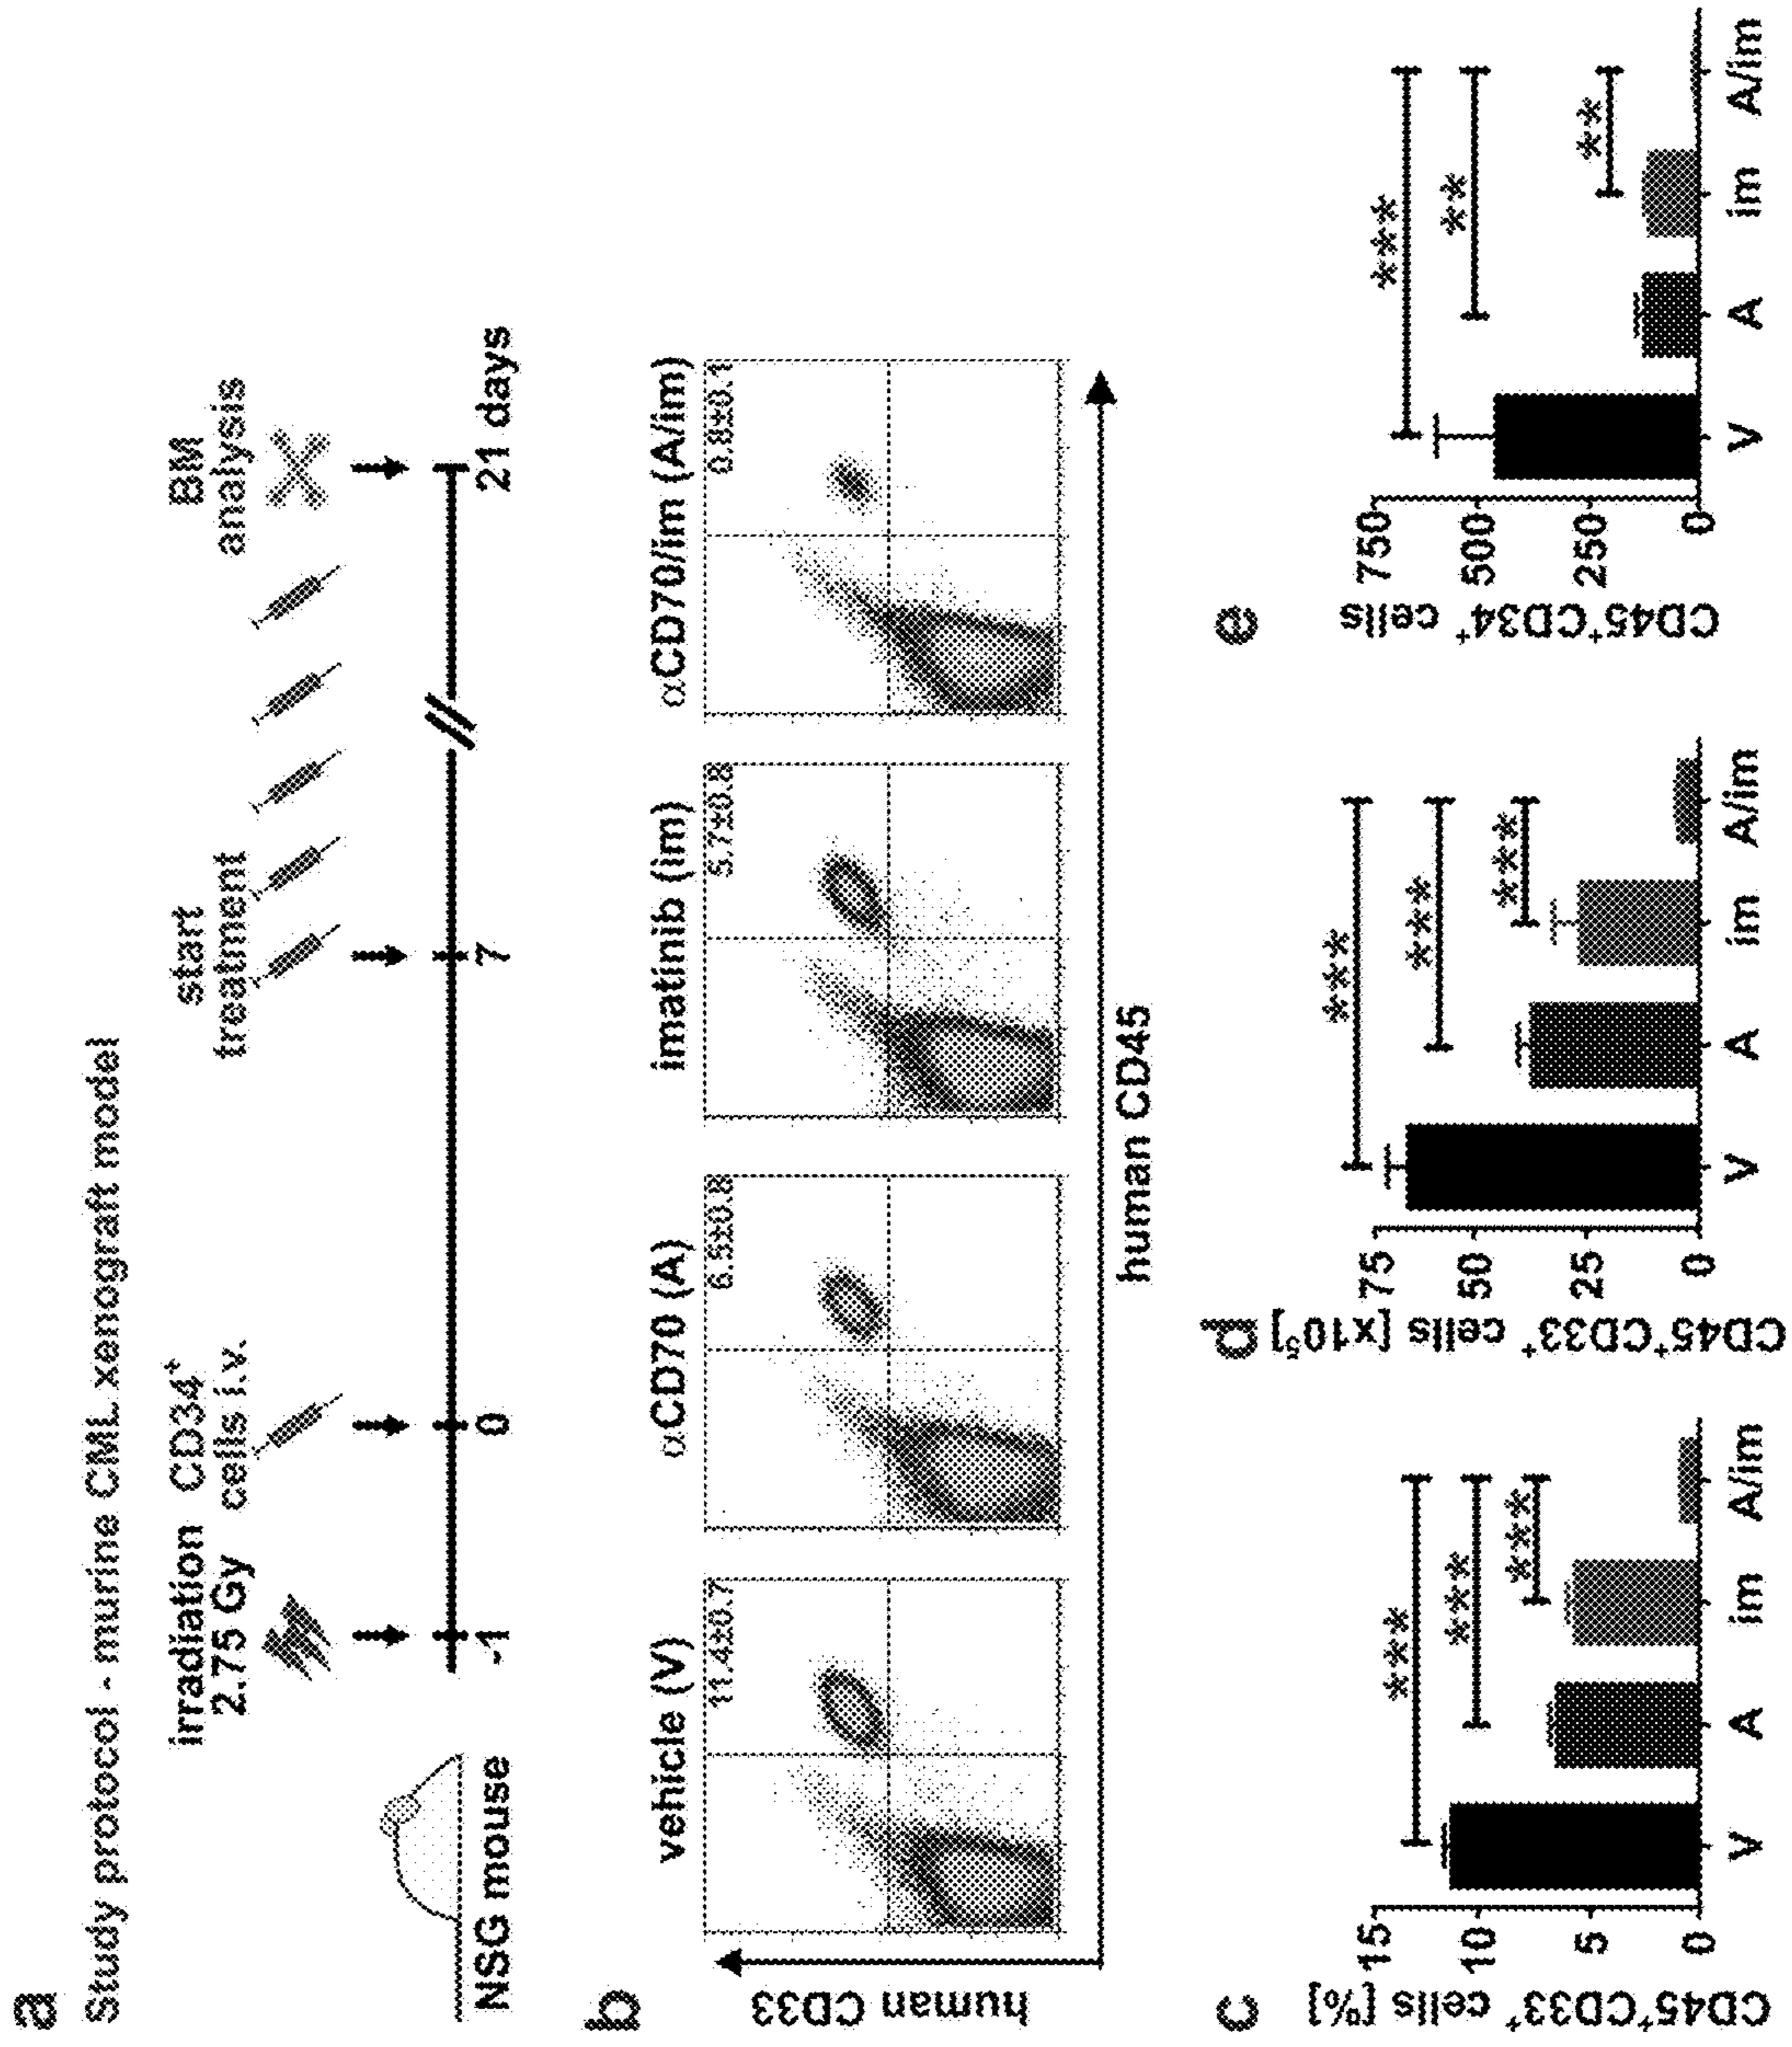 a
Study protocol - murine CML xenograft model
irradiation
2.75 Gy
CD34⁺
cells i.v.
start
treatment
BM
analysis
NSG mouse
-1
0
7
21 days
b
vehicle (V)
αCD70 (A)
imatinib (im)
αCD70/im (A/im)
11.4±0.7
6.5±0.8
5.7±0.8
0.8±0.1
human CD33
human CD45
c
CD45⁺CD33⁺ cells [%]
15
10
5
0
V
A
im
A/im
***
***
***
d
CD45⁺CD33⁺ cells [x10⁵]
75
50
25
0
V
A
im
A/im
***
***
***
e
CD45⁺CD34⁺ cells
750
500
250
0
V
A
im
A/im
***
**
**